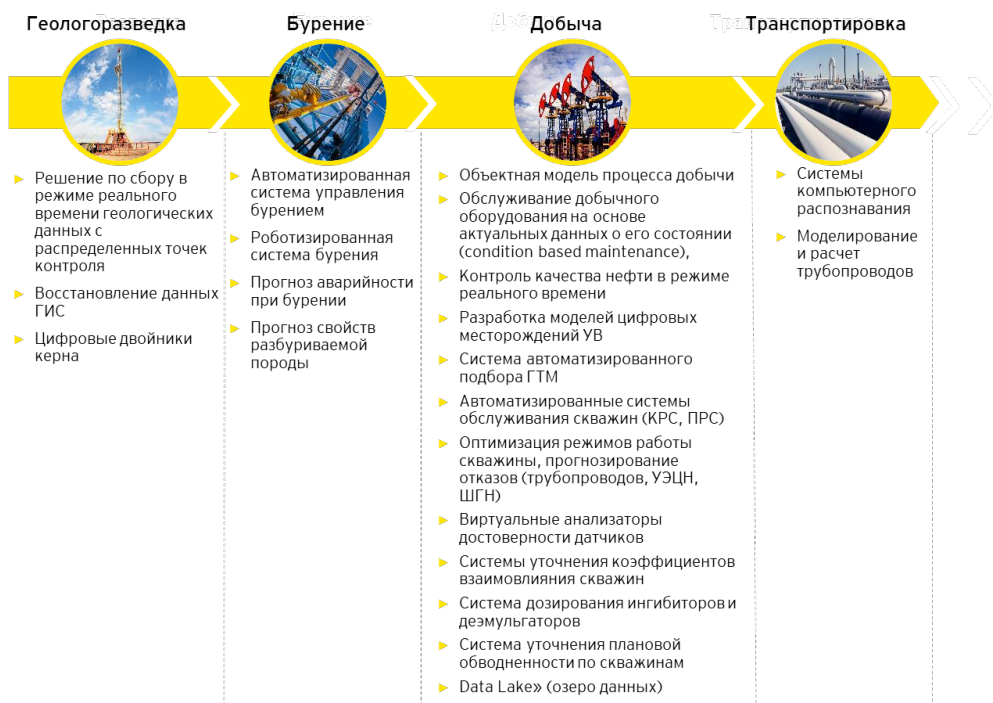 Геологоразведка
Бурение
Добыча
Транспортировка
Решение по сбору в
режиме реального
времени геологических
данных с
распределенных точек
контроля
Восстановление данных
ГИС
Цифровые двойники
керна
Автоматизированная
система управления
бурением
Роботизированная
система бурения
Прогноз аварийности
при бурении
Прогноз свойств
разбуриваемой
породы
Объектная модель процесса добычи
Обслуживание добычного
оборудования на основе
актуальных данных о его состоянии
(condition based maintenance),
Контроль качества нефти в режиме
реального времени
Разработка моделей цифровых
месторождений УВ
Система автоматизированного
подбора ГТМ
Автоматизированные системы
обслуживания скважин (КРС, ПРС)
Оптимизация режимов работы
скважины, прогнозирование
отказов (трубопроводов, УЭЦН,
ШГН)
Виртуальные анализаторы
достоверности датчиков
Системы уточнения коэффициентов
взаимовлияния скважин
Система дозирования ингибиторов и
деэмульгаторов
Система уточнения плановой
обводненности по скважинам
Data Lake» (озеро данных)
Системы
компьютерного
распознавания
Моделирование
и расчет
трубопроводов